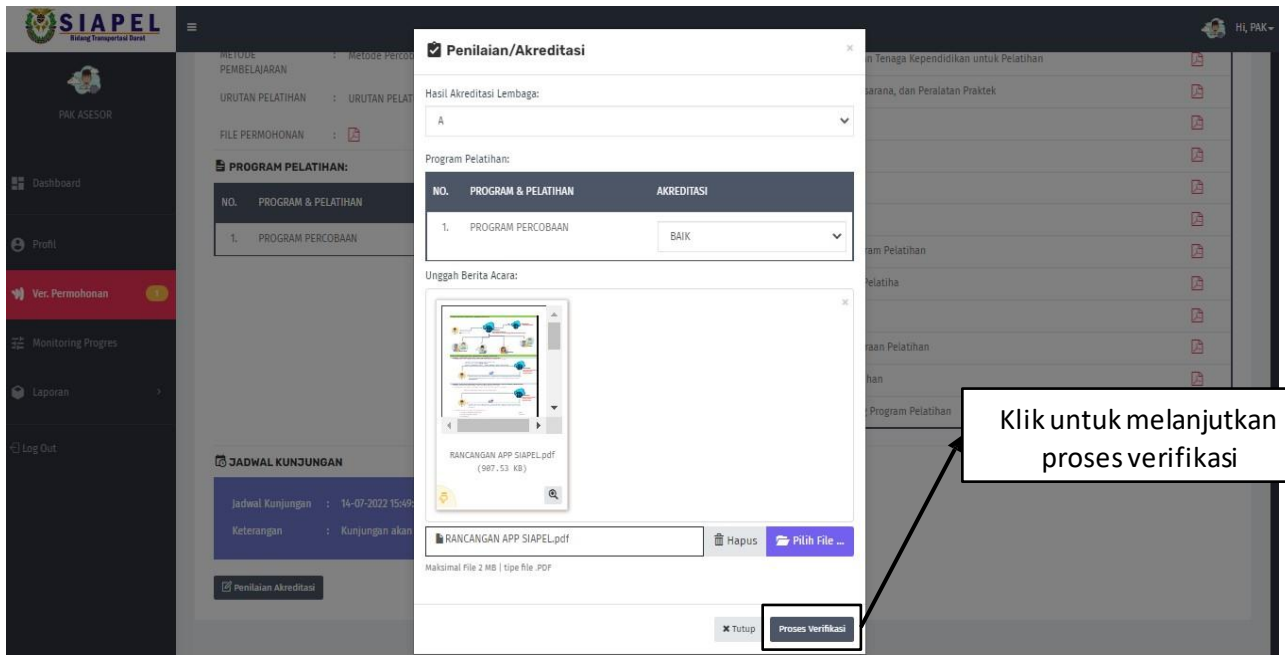 SIAPEL
Bidang Transportasi Darat
Hi, PAK
PAK ASESOR
Dashboard
Profil
Ver. Permohonan
1
Monitoring Progres
Laporan
Log Out
METODE PEMBELAJARAN : Metode Percob
URUTAN PELATIHAN : URUTAN PELAT
FILE PERMOHONAN :
PROGRAM PELATIHAN:
NO. PROGRAM & PELATIHAN
1. PROGRAM PERCOBAAN
JADWAL KUNJUNGAN
Jadwal Kunjungan : 14-07-2022 15:49:
Keterangan : Kunjungan akan
Penilaian Akreditasi
Penilaian/Akreditasi
×
Hasil Akreditasi Lembaga:
A
Program Pelatihan:
NO. PROGRAM & PELATIHAN AKREDITASI
1. PROGRAM PERCOBAAN BAIK
Unggah Berita Acara:
×
RANCANGAN APP SIAPEL.pdf
(907.53 KB)
RANCANGAN APP SIAPEL.pdf
Hapus
Pilih File ...
Maksimal File 2 MB | tipe file .PDF
Tutup
Proses Verifikasi
n Tenaga Kependidikan untuk Pelatihan
sarana, dan Peralatan Praktek
ram Pelatihan
Pelatiha
raan Pelatihan
han
Program Pelatihan
Klik untuk melanjutkan
proses verifikasi